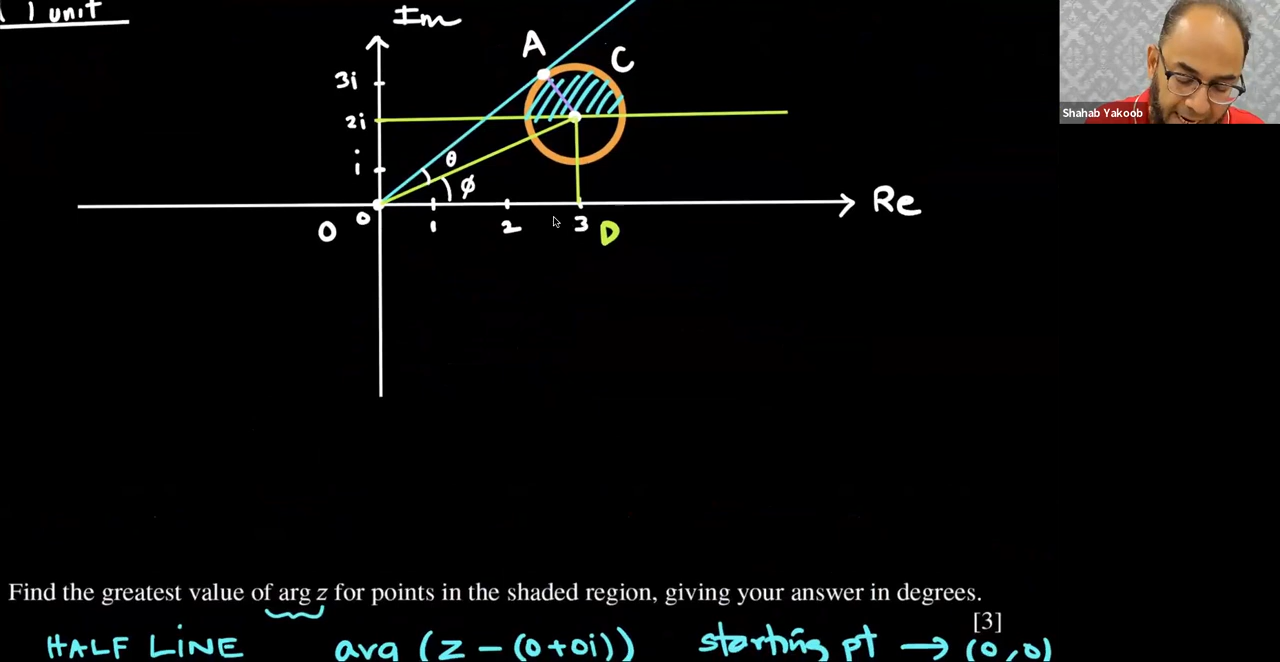 1 unit
Im
A
C
3i
2i
i
θ
ϕ
Re
O
0
1
2
3
D
Shahab Yakoob
Find the greatest value of arg z for points in the shaded region, giving your answer in degrees.
[3]
HALF LINE arg (z − (0+0i)) starting pt → (0,0)